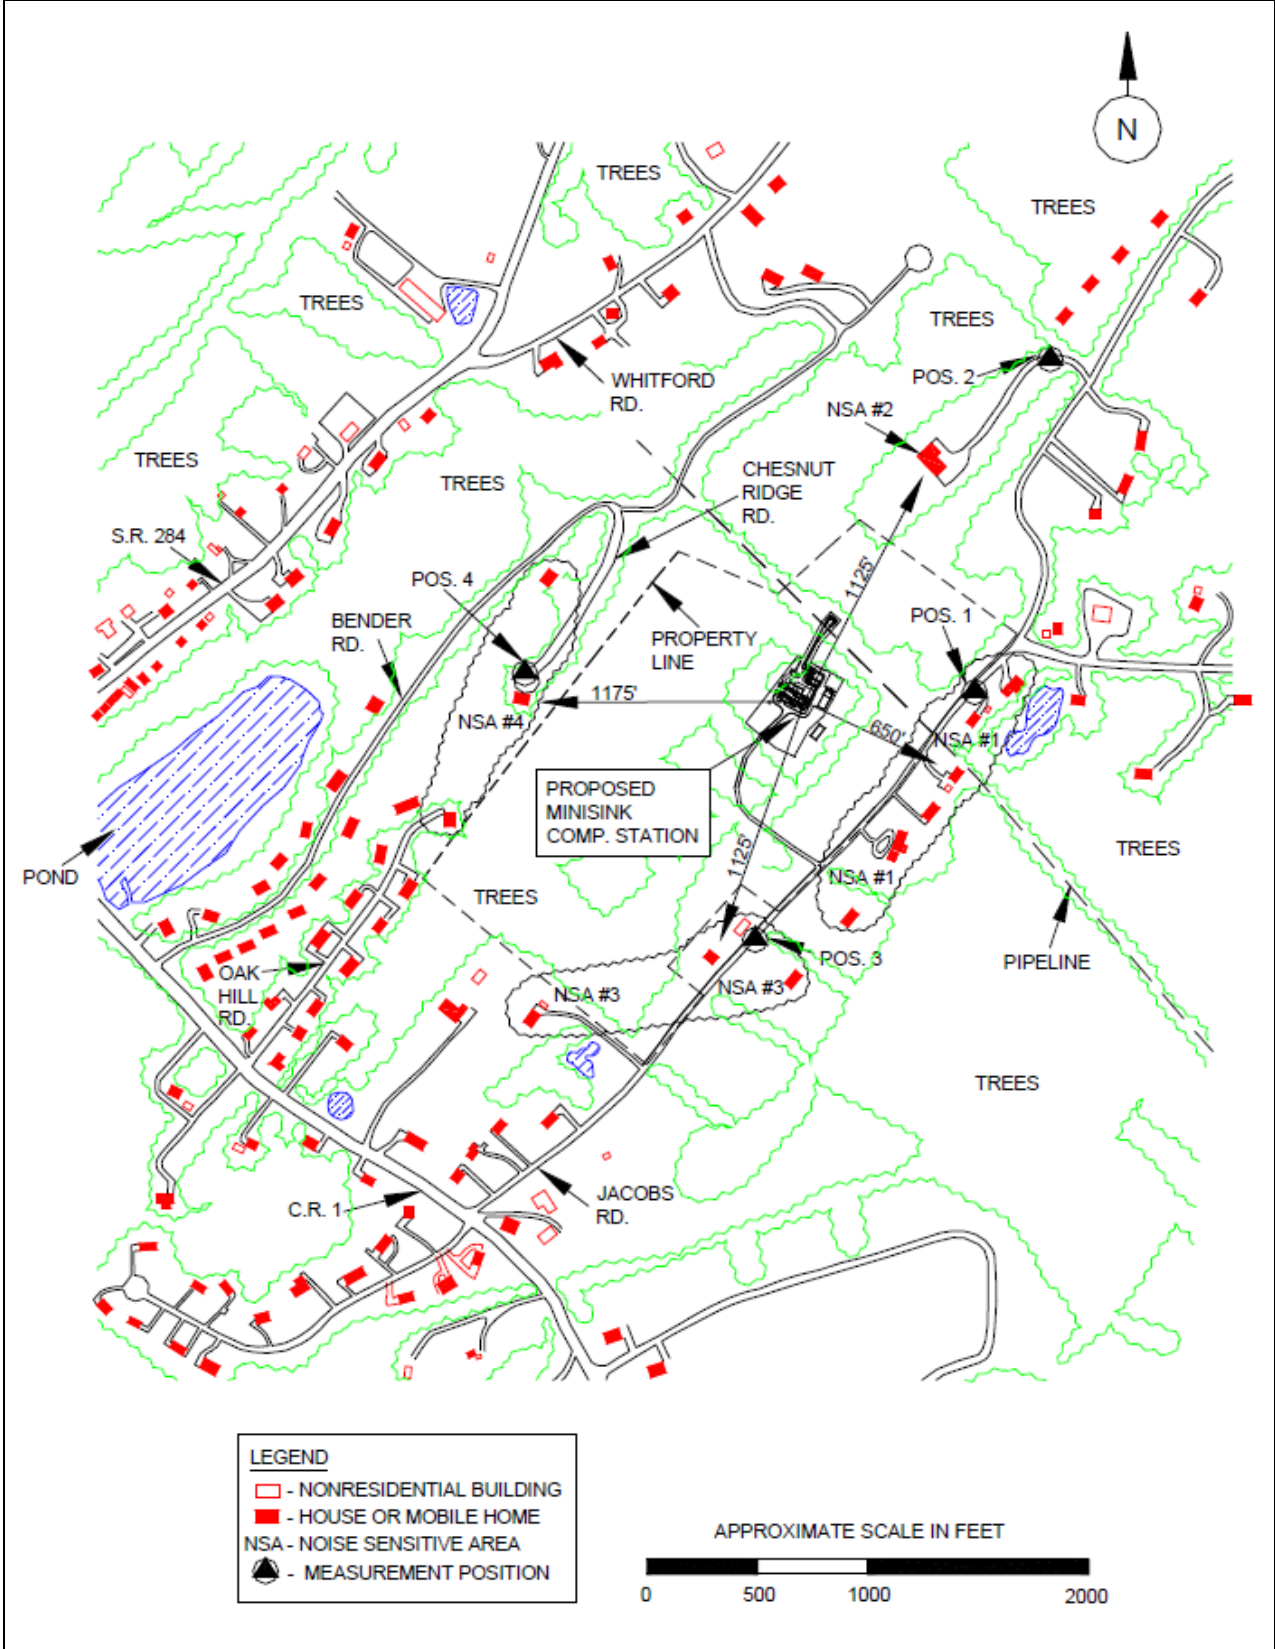 N
TREES
TREES
TREES
TREES
WHITFORD
RD.
POS. 2
NSA #2
TREES
TREES
CHESNUT
RIDGE
RD.
S.R. 284
POS. 4
1125'
BENDER
RD.
POS. 1
PROPERTY
LINE
1175'
NSA #4
650'
NSA #1
PROPOSED
MINISINK
COMP. STATION
TREES
1125'
POND
NSA #1
TREES
POS. 3
PIPELINE
OAK
HILL
RD.
NSA #3
NSA #3
TREES
JACOBS
RD.
C.R. 1
LEGEND
- NONRESIDENTIAL BUILDING
- HOUSE OR MOBILE HOME
NSA - NOISE SENSITIVE AREA
- MEASUREMENT POSITION
APPROXIMATE SCALE IN FEET
0 500 1000 2000